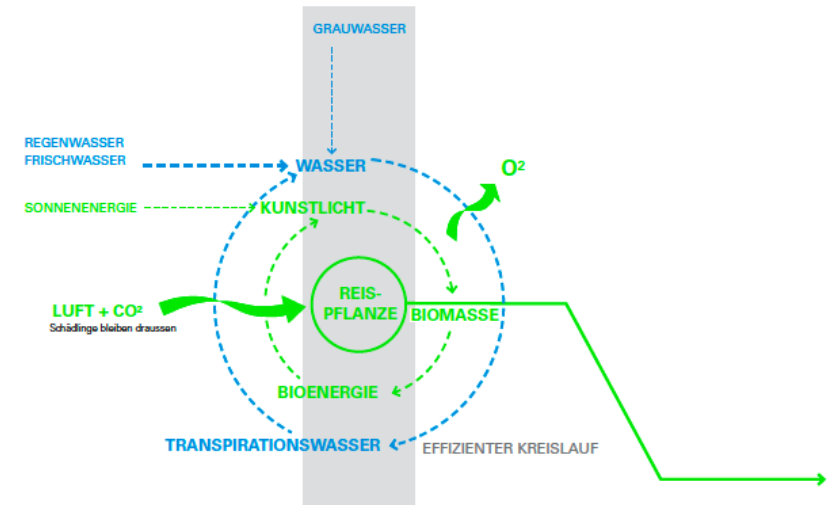 GRAUWASSER
REGENWASSER
FRISCHWASSER
WASSER
O²
SONNENENERGIE
KUNSTLICHT
LUFT + CO²
Schädlinge bleiben draussen
REIS-
PFLANZE
BIOMASSE
BIOENERGIE
TRANSPIRATIONSWASSER
EFFIZIENTER KREISLAUF